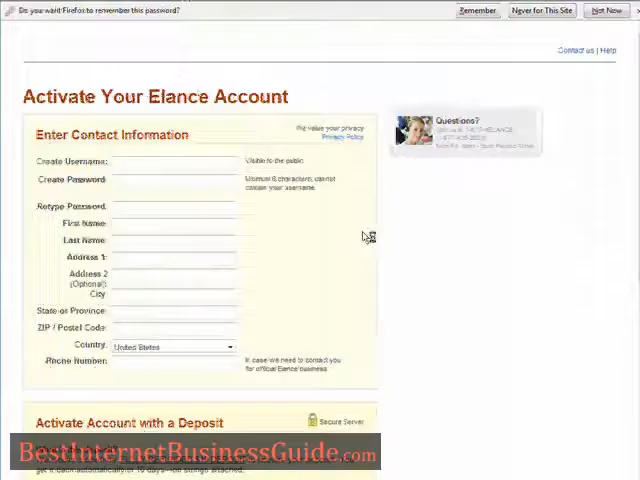 Do you want Firefox to remember this password?
Remember
Never for This Site
Not Now
Contact us | Help
Activate Your Elance Account
Enter Contact Information
We value your privacy
Privacy Policy
Questions?
Create Username:
Visible to the public
Create Password:
Minimum 6 characters, cannot
contain your username.
Retype Password:
First Name:
Last Name:
Address 1:
Address 2
(Optional):
City
State or Province:
ZIP / Postal Code:
Country:
United States
Phone Number:
In case we need to contact you
for official Elance business
Activate Account with a Deposit
Secure Server
BestInternetBusinessGuide.com
get it back automatically